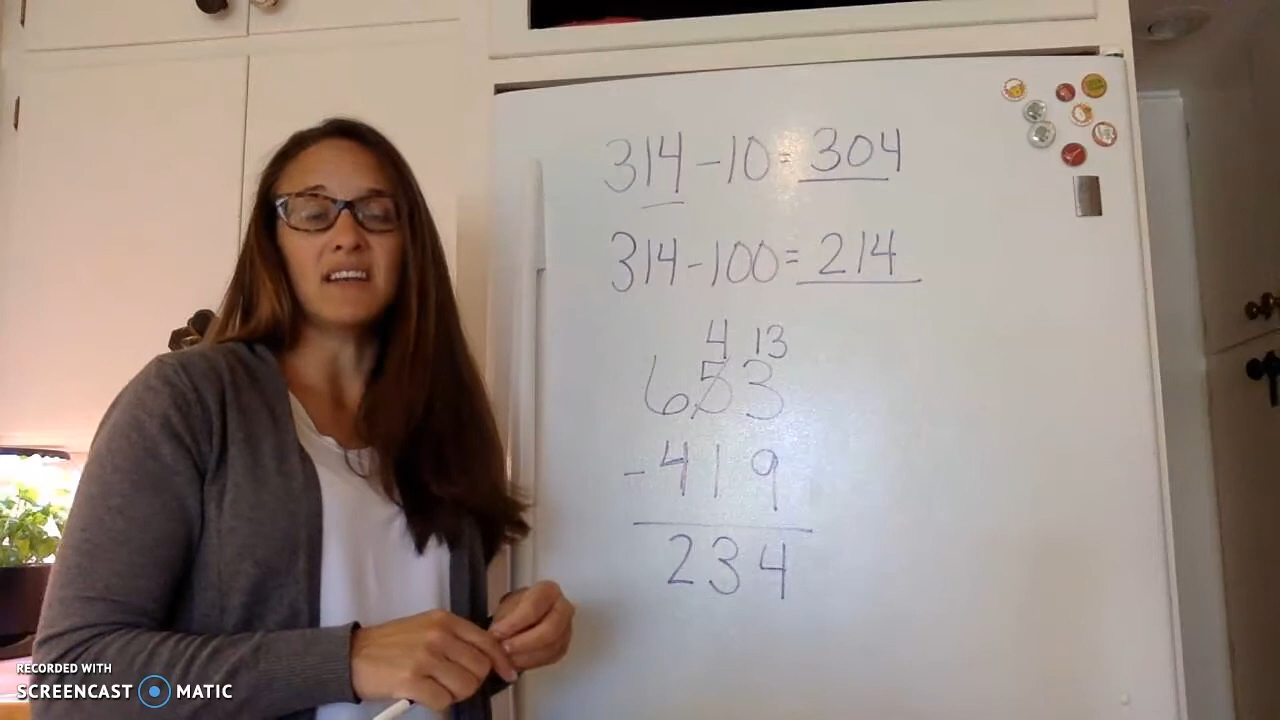 314 - 10 = 304
314 - 100 = 214
4 13
653
- 419
234
RECORDED WITH
SCREENCAST MATIC